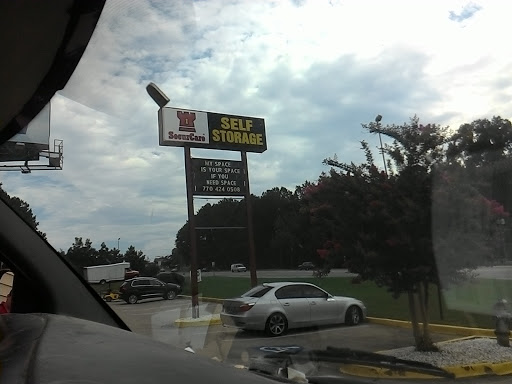 SecurCare
SELF
STORAGE
MY SPACE
IS YOUR SPACE
IF YOU
NEED SPACE
770 424 0508